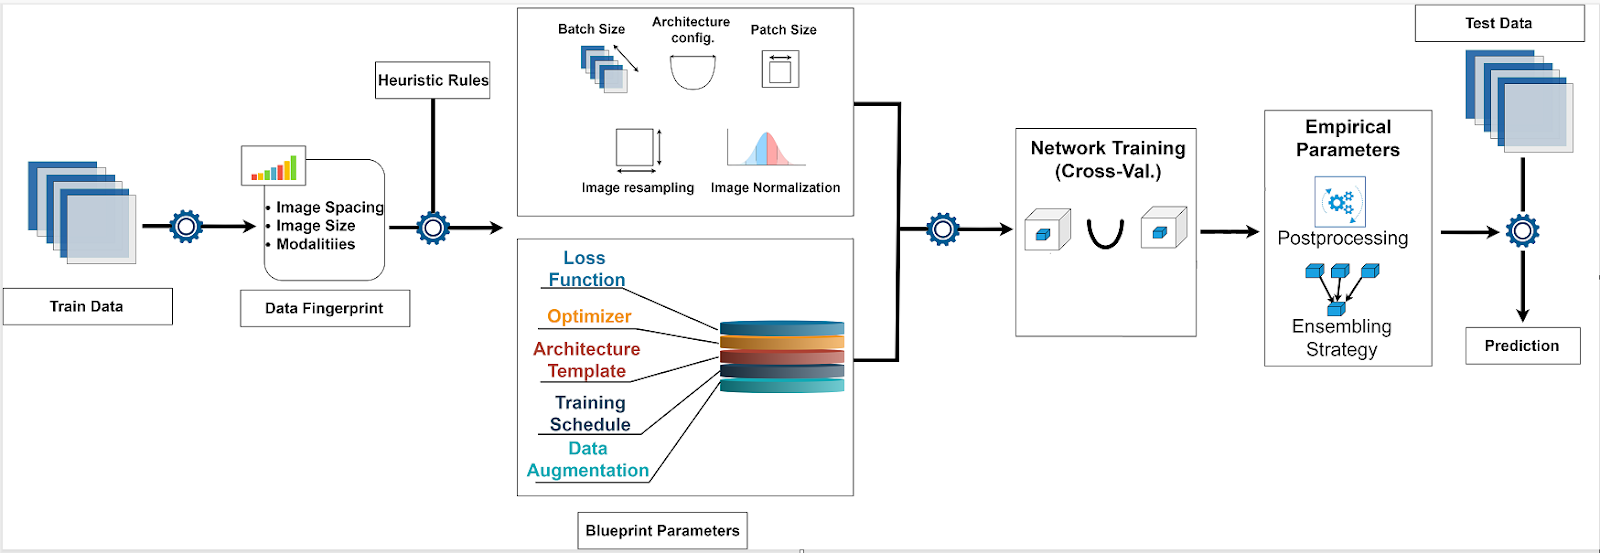 Train Data
• Image Spacing
• Image Size
• Modalitiies
Data Fingerprint
Heuristic Rules
Batch Size
Architecture
config.
Patch Size
Image resampling
Image Normalization
Loss
Function
Optimizer
Architecture
Template
Training
Schedule
Data
Augmentation
Blueprint Parameters
Network Training
(Cross-Val.)
Empirical
Parameters
Postprocessing
Ensembling
Strategy
Test Data
Prediction